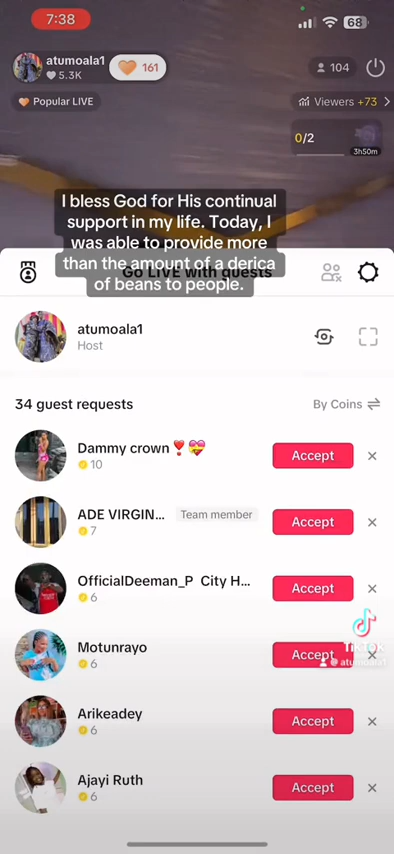 7:38
68
atumoala1
5.3K
161
104
Popular LIVE
Viewers +73 >
0/2
3h50m
I bless God for His continual
support in my life. Today, I
was able to provide more
than the amount of a derica
of beans to people.
Go LIVE with guests
atumoala1
Host
34 guest requests
By Coins
Dammy crown
10
Accept
ADE VIRGIN...
Team member
7
Accept
OfficialDeeman_P City H...
6
Accept
Motunrayo
6
Accept
TikTok
@atumoala1
Arikeadey
6
Accept
Ajayi Ruth
6
Accept